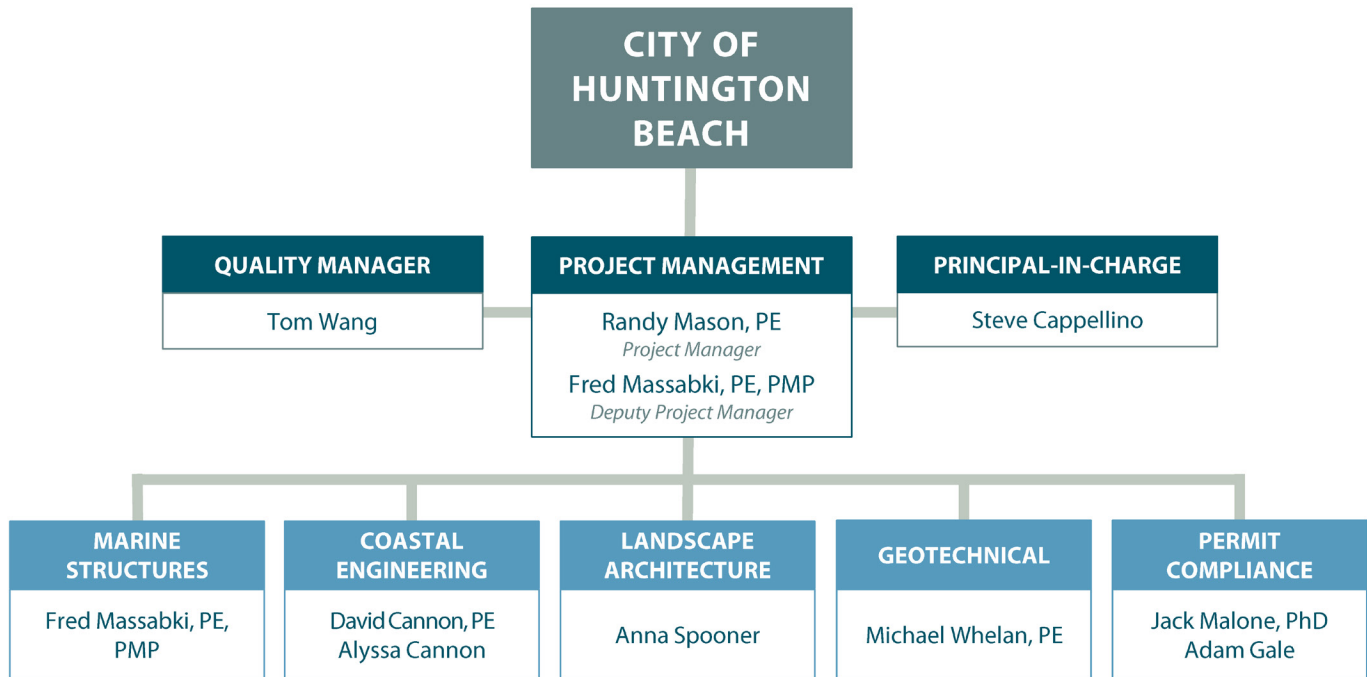 CITY OF
HUNTINGTON
BEACH
QUALITY MANAGER
Tom Wang
PROJECT MANAGEMENT
Randy Mason, PE
Project Manager
Fred Massabki, PE, PMP
Deputy Project Manager
PRINCIPAL-IN-CHARGE
Steve Cappellino
MARINE
STRUCTURES
Fred Massabki, PE,
PMP
COASTAL
ENGINEERING
David Cannon, PE
Alyssa Cannon
LANDSCAPE
ARCHITECTURE
Anna Spooner
GEOTECHNICAL
Michael Whelan, PE
PERMIT
COMPLIANCE
Jack Malone, PhD
Adam Gale